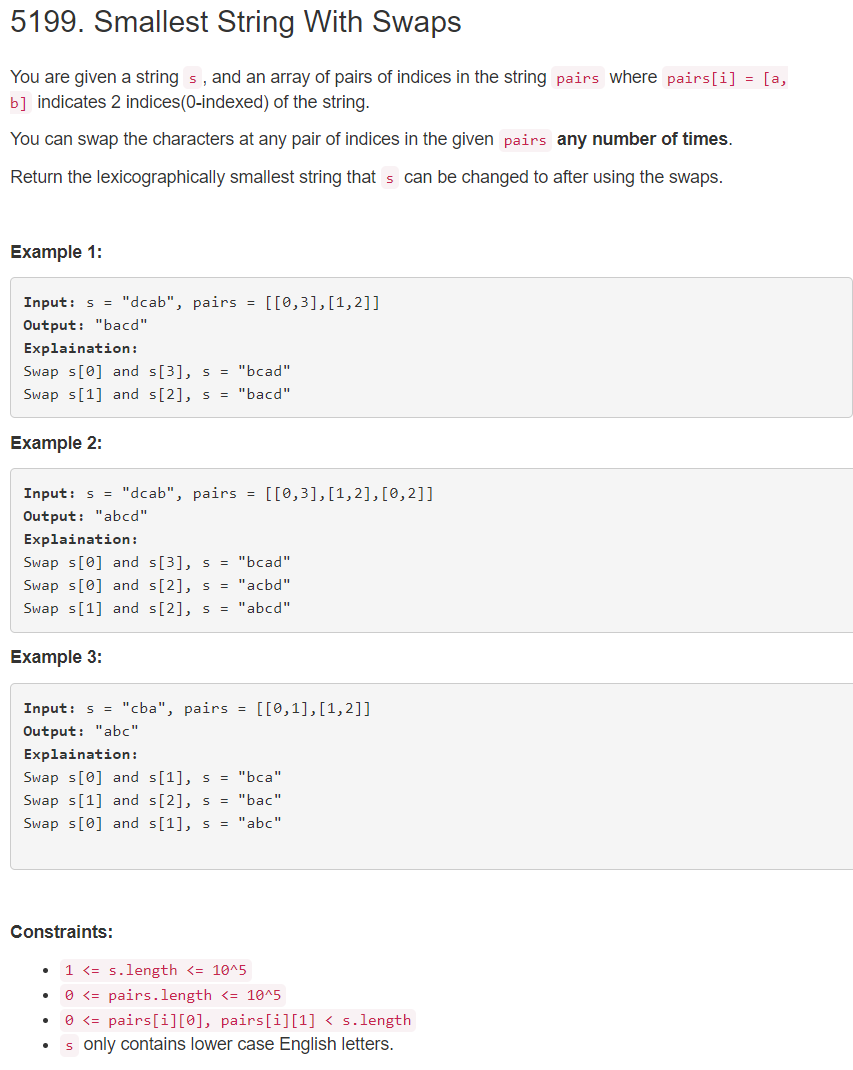 5199. Smallest String With Swaps
You are given a string s , and an array of pairs of indices in the string pairs where pairs[i] = [a,
b] indicates 2 indices(0-indexed) of the string.
You can swap the characters at any pair of indices in the given pairs any number of times.
Return the lexicographically smallest string that s can be changed to after using the swaps.
Example 1:
Input: s = "dcab", pairs = [[0,3],[1,2]]
Output: "bacd"
Explaination:
Swap s[0] and s[3], s = "bcad"
Swap s[1] and s[2], s = "bacd"
Example 2:
Input: s = "dcab", pairs = [[0,3],[1,2],[0,2]]
Output: "abcd"
Explaination:
Swap s[0] and s[3], s = "bcad"
Swap s[0] and s[2], s = "acbd"
Swap s[1] and s[2], s = "abcd"
Example 3:
Input: s = "cba", pairs = [[0,1],[1,2]]
Output: "abc"
Explaination:
Swap s[0] and s[1], s = "bca"
Swap s[1] and s[2], s = "bac"
Swap s[0] and s[1], s = "abc"
Constraints:
• 1 <= s.length <= 10^5
• 0 <= pairs.length <= 10^5
• 0 <= pairs[i][0], pairs[i][1] < s.length
• s only contains lower case English letters.